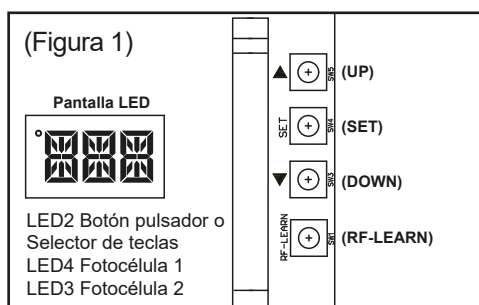 (Figura 1)
Pantalla LED
LED2 Botón pulsador o
Selector de teclas
LED4 Fotocélula 1
LED3 Fotocélula 2
SW5
(UP)
SET
SW4
(SET)
SW3
(DOWN)
RF-LEARN
SW1
(RF-LEARN)